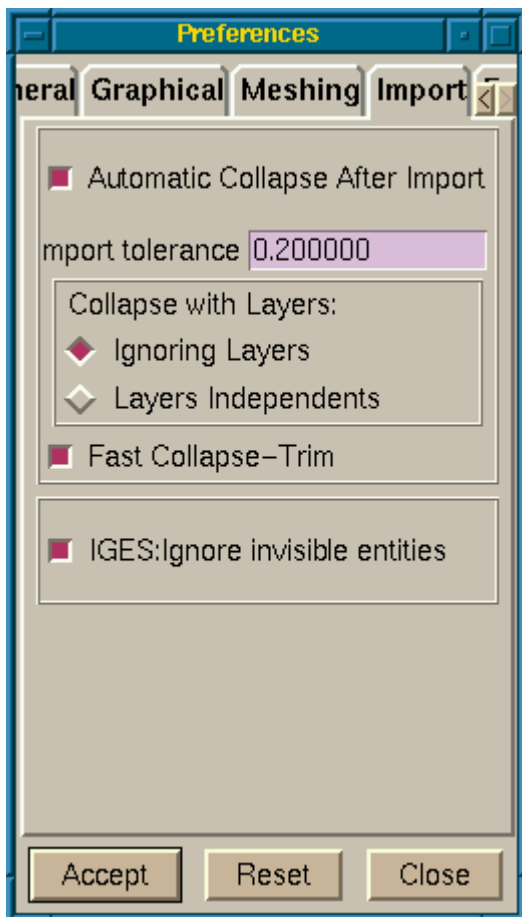 Preferences
neral Graphical Meshing Import
Automatic Collapse After Import
mport tolerance 0.200000
Collapse with Layers:
Ignoring Layers
Layers Independents
Fast Collapse-Trim
IGES:Ignore invisible entities
Accept Reset Close